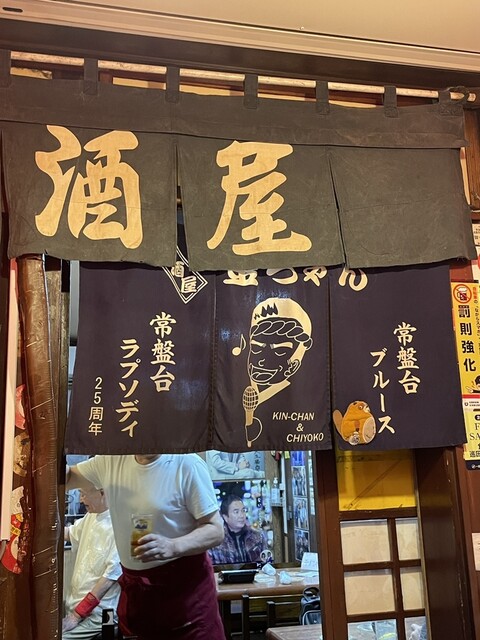 酒屋
酒屋
金ちゃん
常盤台
ブルース
KIN-CHAN
&
CHIYOKO
常盤台
ラプソディ
25周年
罰則強化